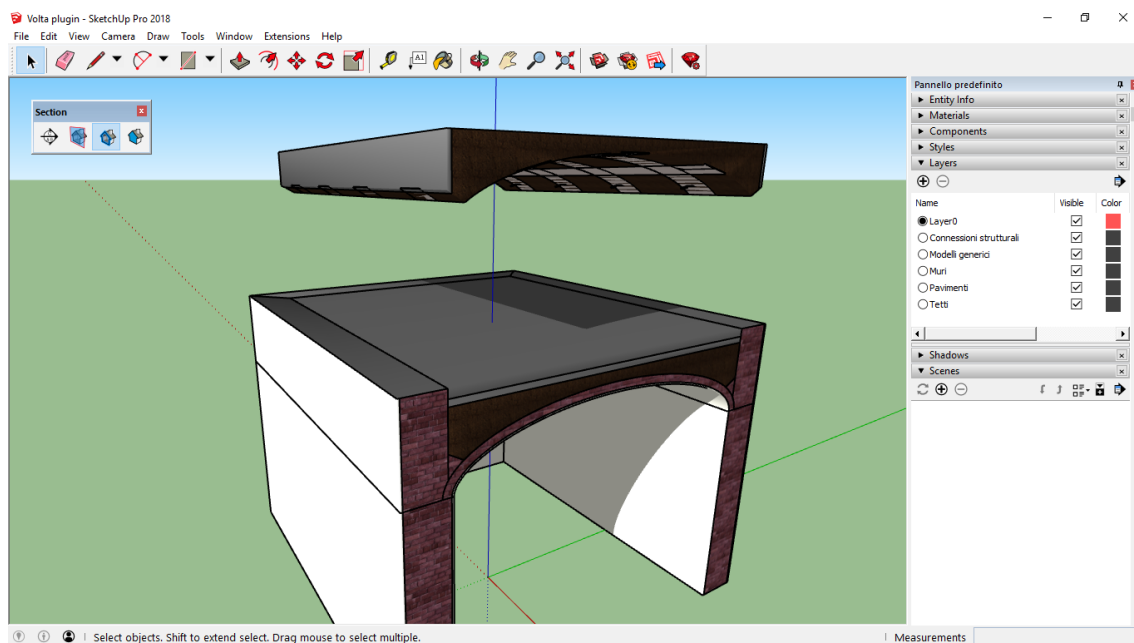 Volta plugin - SketchUp Pro 2018
File Edit View Camera Draw Tools Window Extensions Help
A1
Section
Pannello predefinito
Entity Info
Materials
Components
Styles
Layers
Name Visible Color
Layer0
Connessioni strutturali
Modelli generici
Muri
Pavimenti
Tetti
Shadows
Scenes
Select objects. Shift to extend select. Drag mouse to select multiple.
Measurements